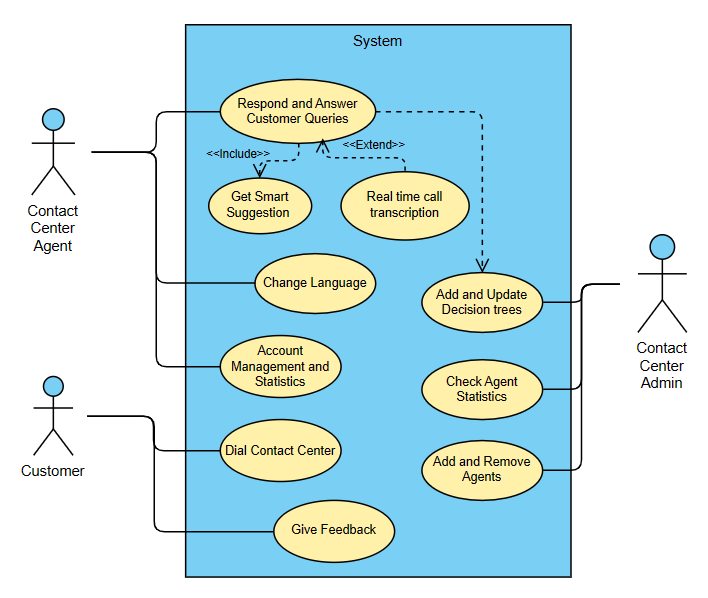 System
Respond and Answer
Customer Queries
<<Include>>
<<Extend>>
Get Smart
Suggestion
Real time call
transcription
Contact
Center
Agent
Change Language
Add and Update
Decision trees
Account
Management and
Statistics
Check Agent
Statistics
Contact
Center
Admin
Customer
Dial Contact Center
Add and Remove
Agents
Give Feedback